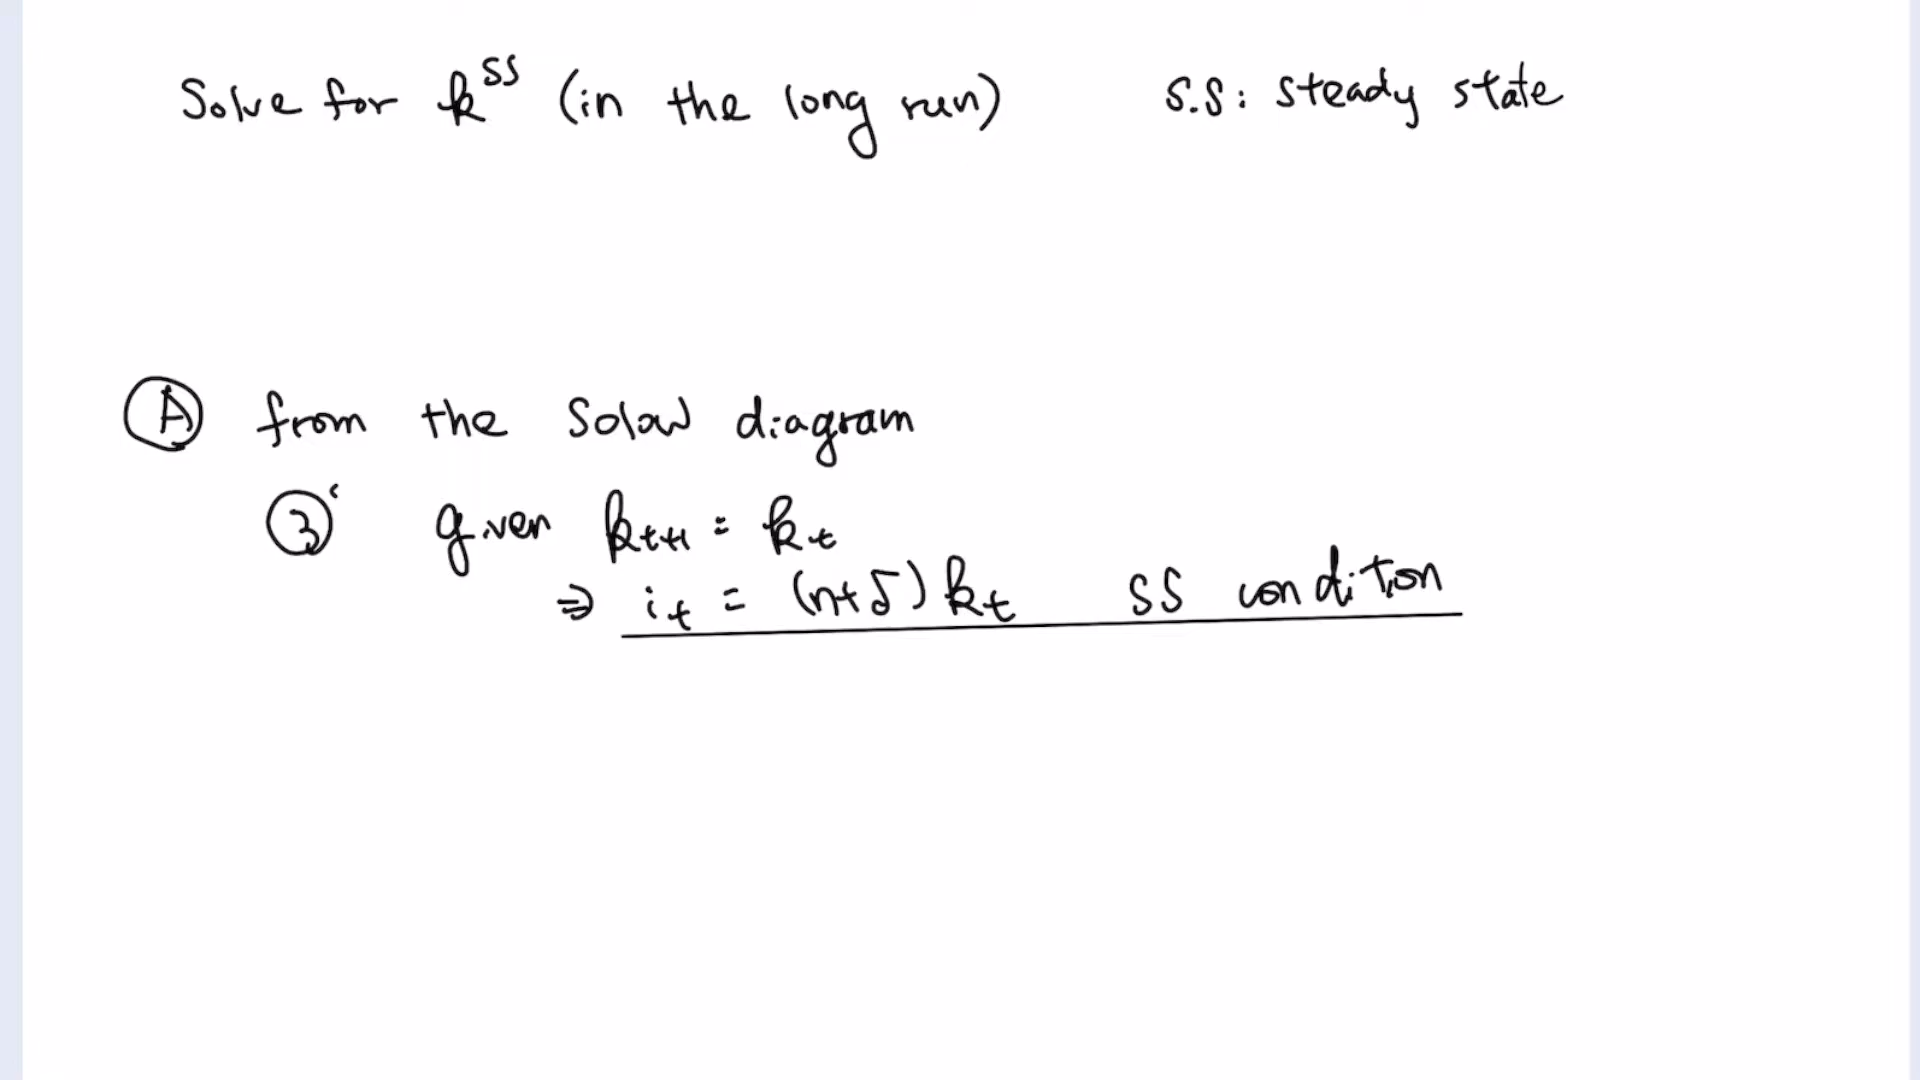 Solve for k^ss (in the long run) S.S: steady state
Ⓐ from the Solow diagram
③' given k_{t+1} = k_t
⇒ i_t = (n+δ) k_t SS condition